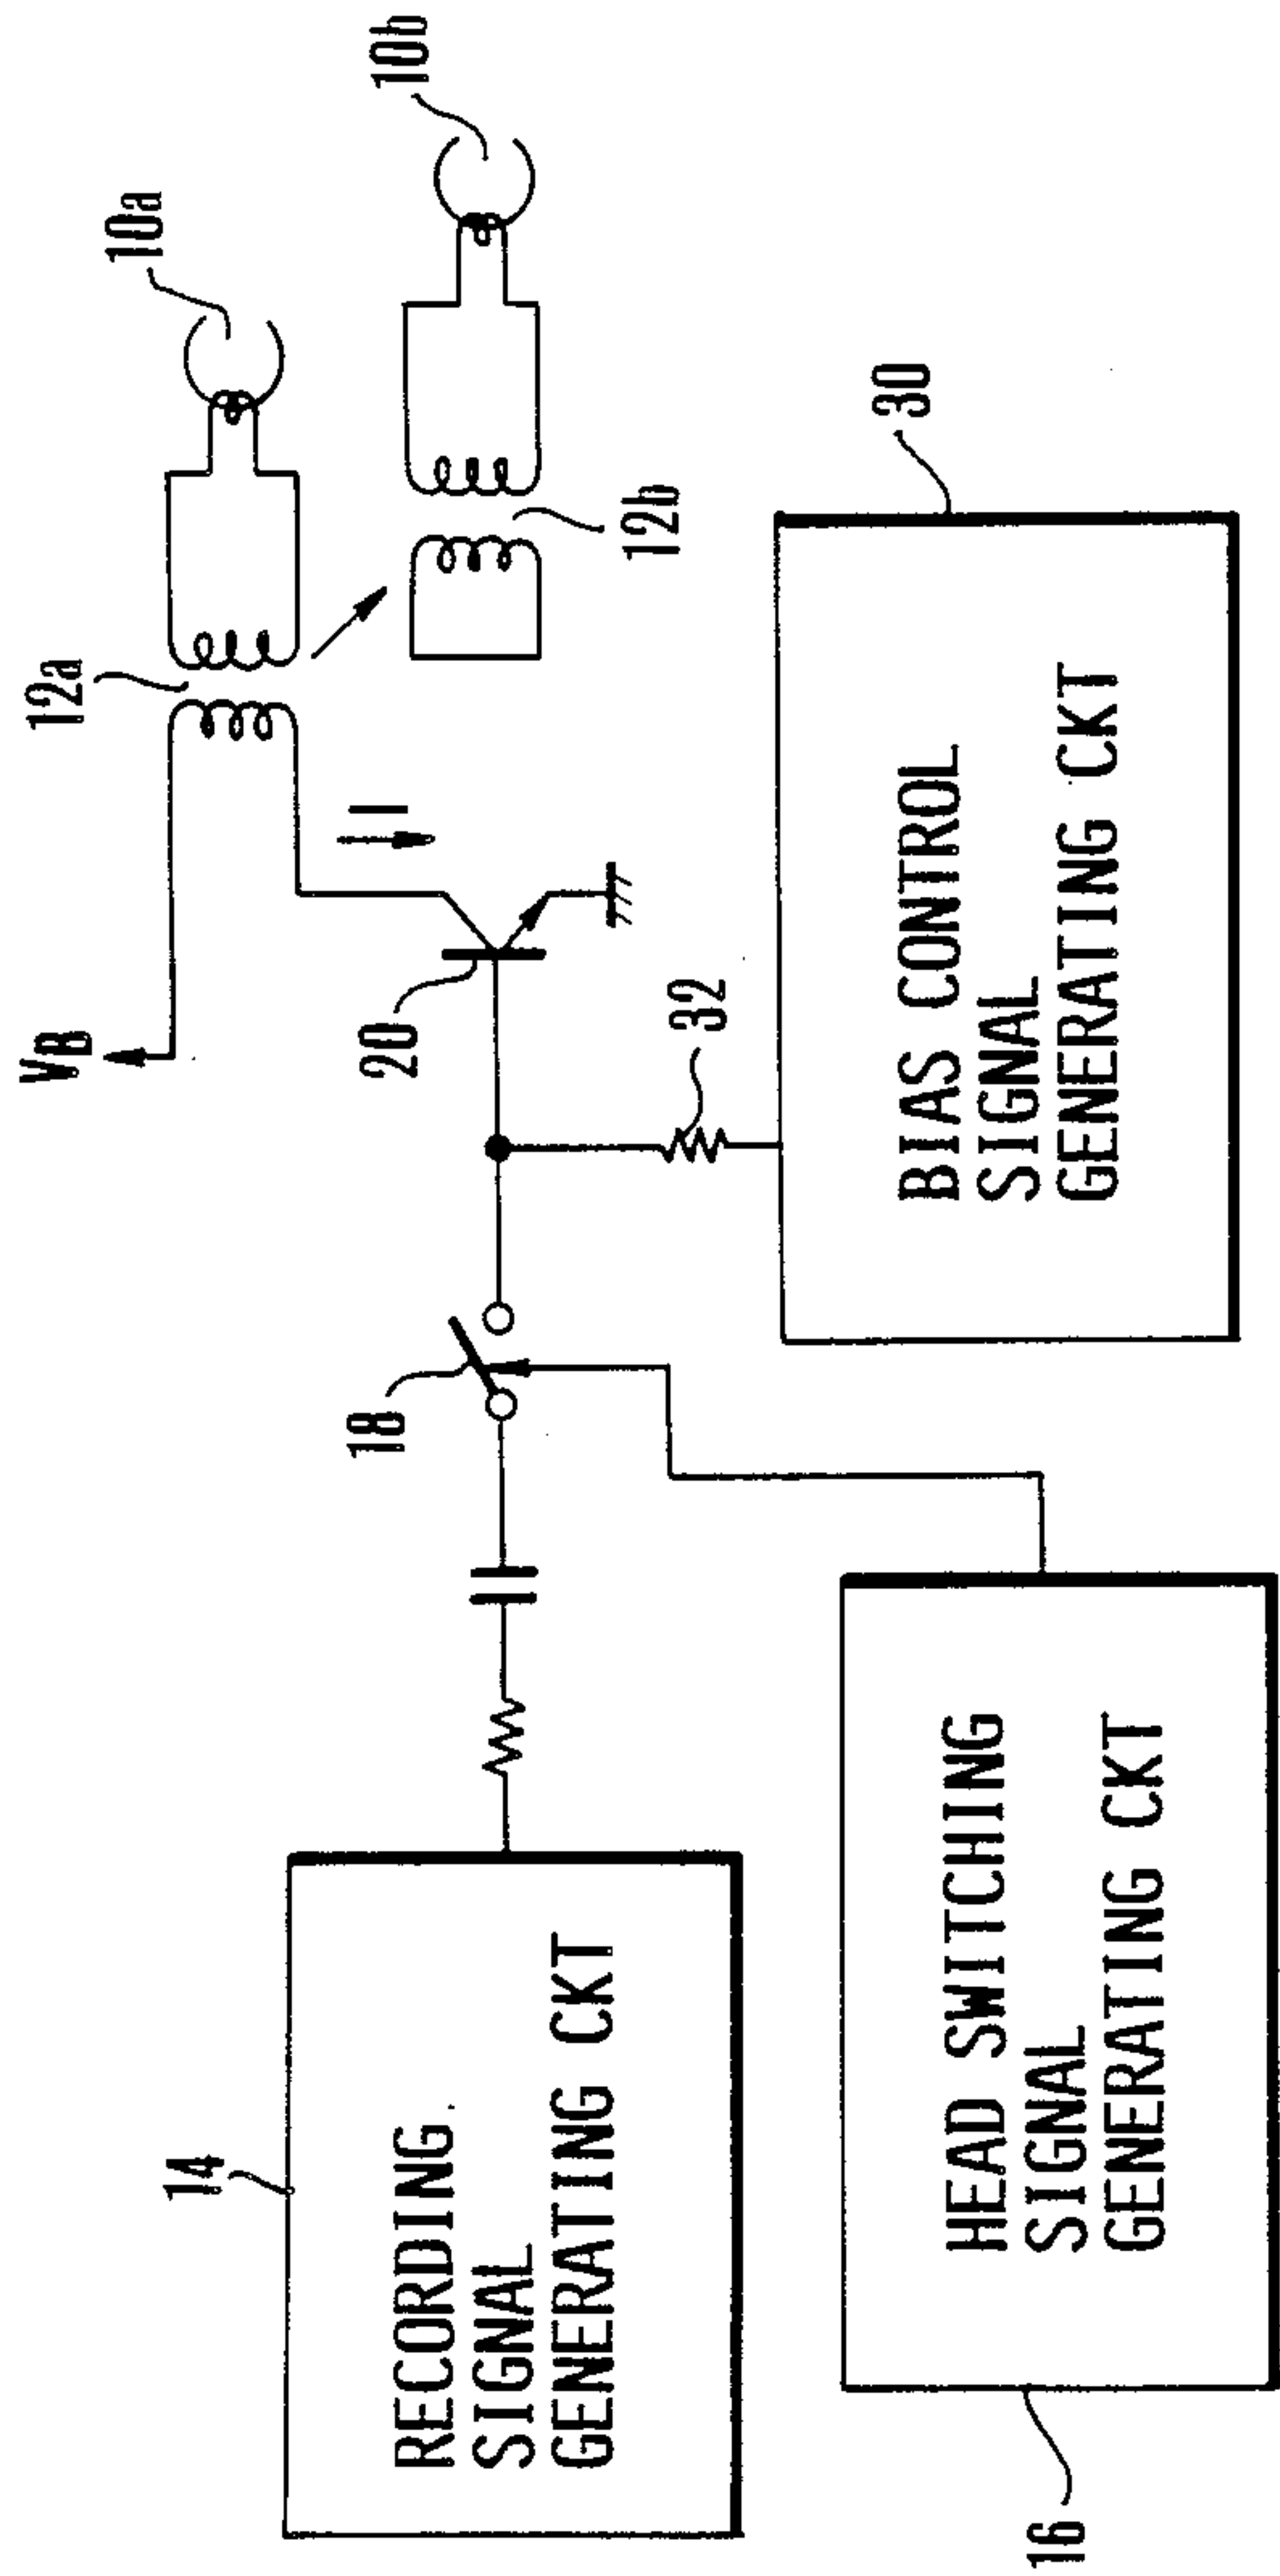 10a
10b
12a
VB
12b
I
20
18
32
30
14
RECORDING
SIGNAL
GENERATING CKT
BIAS CONTROL
SIGNAL
GENERATING CKT
HEAD SWITCHING
SIGNAL
GENERATING CKT
16